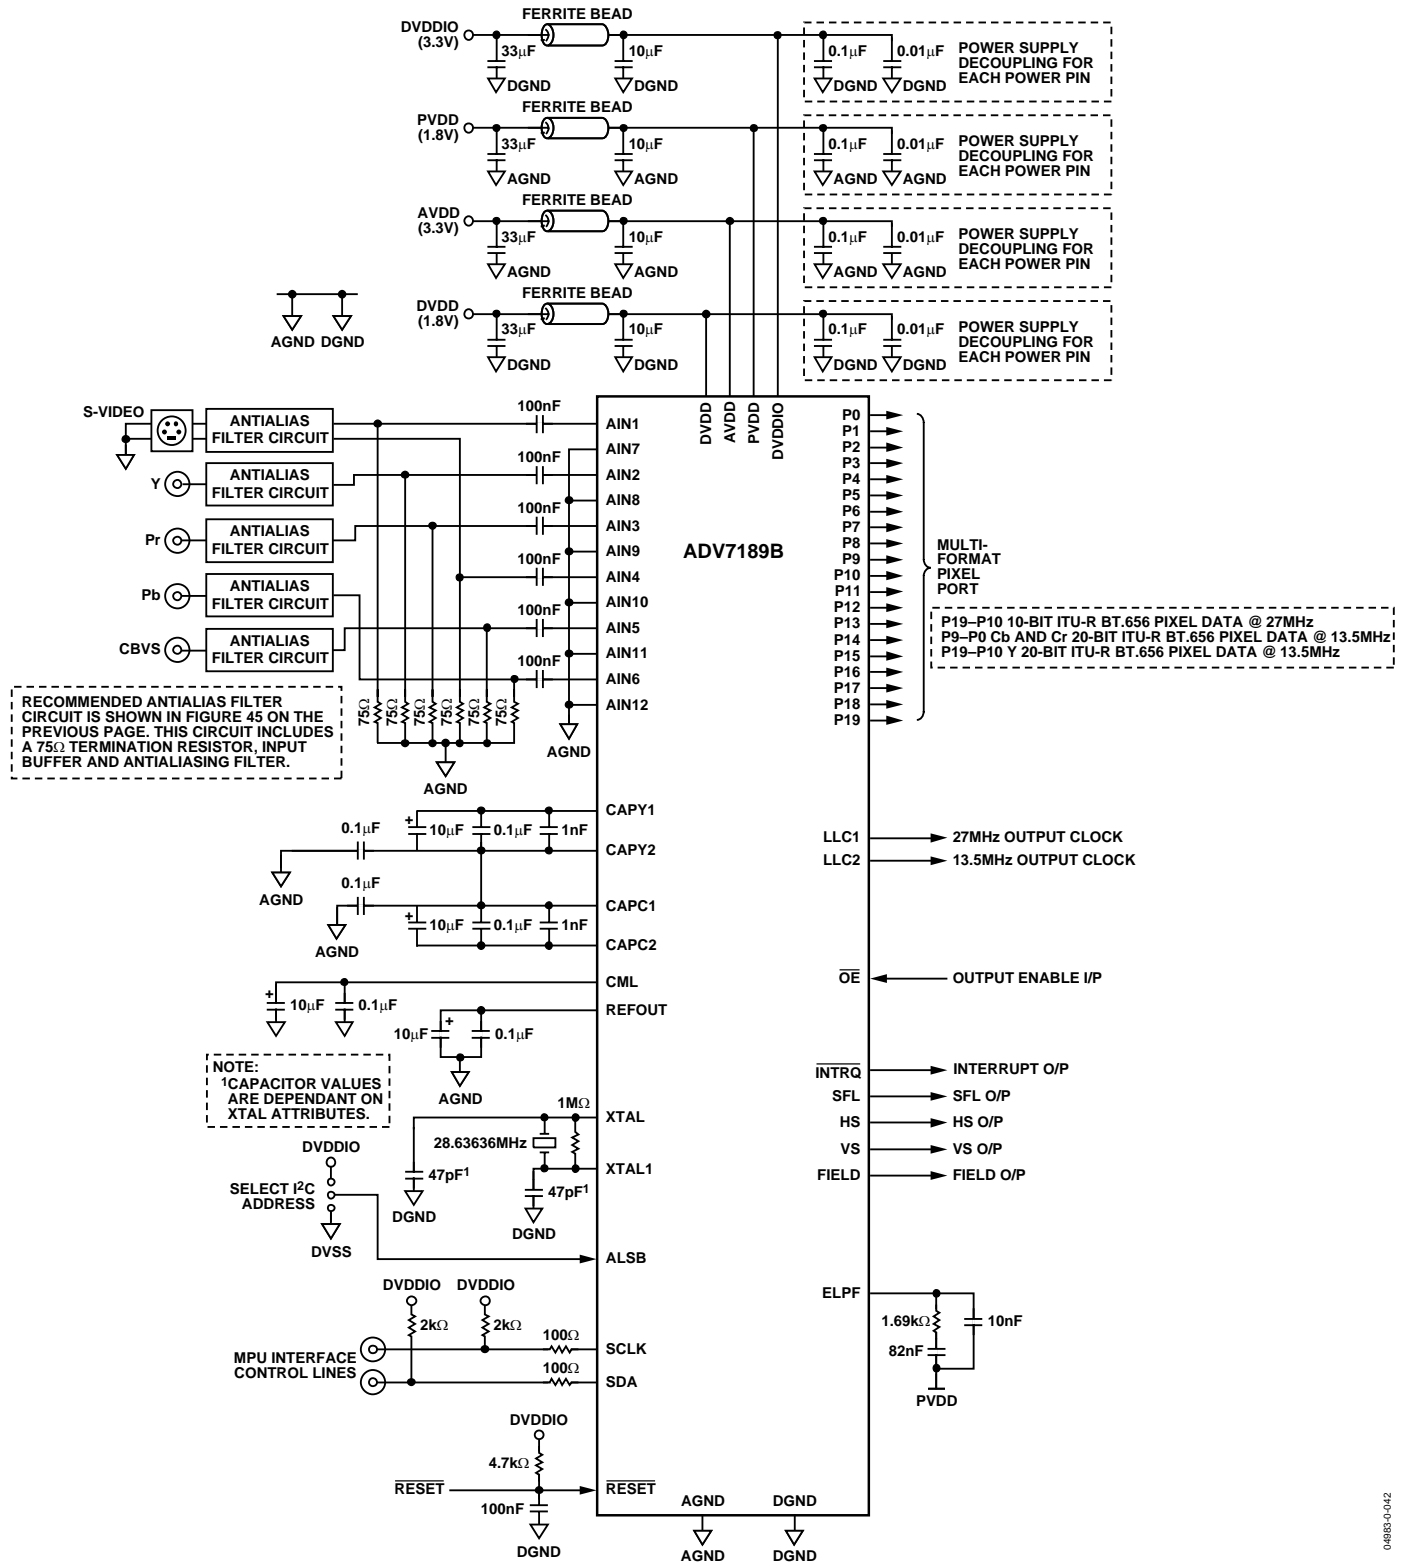 FERRITE BEAD
DVDDIO
(3.3V)
33µF
10µF
0.1µF
0.01µF
POWER SUPPLY
DECOUPLING FOR
EACH POWER PIN
DGND
DGND
DGND
DGND
FERRITE BEAD
PVDD
(1.8V)
33µF
10µF
0.1µF
0.01µF
POWER SUPPLY
DECOUPLING FOR
EACH POWER PIN
AGND
AGND
AGND
AGND
FERRITE BEAD
AVDD
(3.3V)
33µF
10µF
0.1µF
0.01µF
POWER SUPPLY
DECOUPLING FOR
EACH POWER PIN
AGND
AGND
AGND
AGND
FERRITE BEAD
DVDD
(1.8V)
33µF
10µF
0.1µF
0.01µF
POWER SUPPLY
DECOUPLING FOR
EACH POWER PIN
DGND
DGND
DGND
DGND
AGND DGND
S-VIDEO
ANTIALIAS
FILTER CIRCUIT
Y
ANTIALIAS
FILTER CIRCUIT
Pr
ANTIALIAS
FILTER CIRCUIT
Pb
ANTIALIAS
FILTER CIRCUIT
CBVS
ANTIALIAS
FILTER CIRCUIT
100nF
100nF
100nF
100nF
100nF
100nF
75Ω
75Ω
75Ω
75Ω
75Ω
75Ω
AGND
AGND
RECOMMENDED ANTIALIAS FILTER
CIRCUIT IS SHOWN IN FIGURE 45 ON THE
PREVIOUS PAGE. THIS CIRCUIT INCLUDES
A 75Ω TERMINATION RESISTOR, INPUT
BUFFER AND ANTIALIASING FILTER.
DVDD
AVDD
PVDD
DVDDIO
AIN1
AIN7
AIN2
AIN8
AIN3
AIN9
AIN4
AIN10
AIN5
AIN11
AIN6
AIN12
ADV7189B
P0
P1
P2
P3
P4
P5
P6
P7
P8
P9
P10
P11
P12
P13
P14
P15
P16
P17
P18
P19
MULTI-
FORMAT
PIXEL
PORT
P19–P10 10-BIT ITU-R BT.656 PIXEL DATA @ 27MHz
P9–P0 Cb AND Cr 20-BIT ITU-R BT.656 PIXEL DATA @ 13.5MHz
P19–P10 Y 20-BIT ITU-R BT.656 PIXEL DATA @ 13.5MHz
CAPY1
0.1µF
+
10µF
0.1µF
1nF
CAPY2
AGND
0.1µF
CAPC1
+
10µF
0.1µF
1nF
AGND
CAPC2
LLC1
27MHz OUTPUT CLOCK
LLC2
13.5MHz OUTPUT CLOCK
CML
+
10µF
0.1µF
REFOUT
10µF
+
0.1µF
AGND
OE
OUTPUT ENABLE I/P
NOTE:
1CAPACITOR VALUES
ARE DEPENDANT ON
XTAL ATTRIBUTES.
1MΩ
XTAL
28.63636MHz
XTAL1
47pF1
47pF1
DGND
DGND
INTRQ
INTERRUPT O/P
SFL
SFL O/P
HS
HS O/P
VS
VS O/P
FIELD
FIELD O/P
DVDDIO
SELECT I2C
ADDRESS
DVSS
ALSB
DVDDIO
DVDDIO
2kΩ
2kΩ
100Ω
SCLK
MPU INTERFACE
CONTROL LINES
100Ω
SDA
ELPF
1.69kΩ
10nF
82nF
PVDD
DVDDIO
4.7kΩ
RESET
RESET
100nF
DGND
AGND
DGND
AGND
DGND
04983-0-042